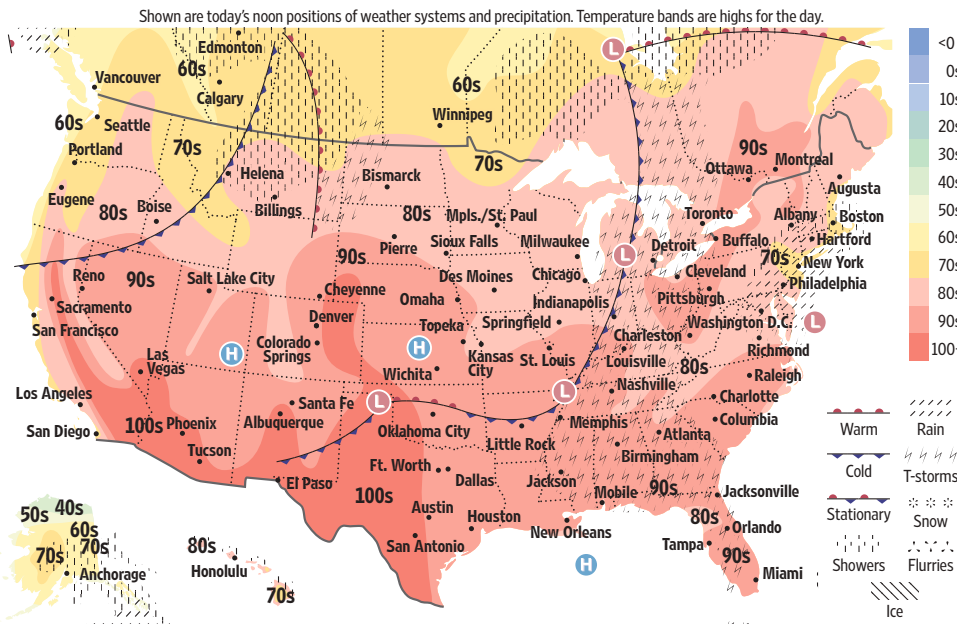 Shown are today's noon positions of weather systems and precipitation. Temperature bands are highs for the day.
<0
0s
10s
20s
30s
40s
50s
60s
70s
80s
90s
100+
Edmonton
60s
Vancouver
Calgary
60s
Winnipeg
60s
Seattle
Portland
70s
70s
90s
Ottawa
Montreal
Helena
Bismarck
Augusta
Eugene
80s
Boise
Billings
80s
Mpls./St. Paul
Toronto
Albany
Boston
Pierre
Sioux Falls
Milwaukee
Detroit
Buffalo
Hartford
90s
70s
New York
Reno
90s
Salt Lake City
Cheyenne
Des Moines
Chicago
Cleveland
Philadelphia
Sacramento
Omaha
Indianapolis
Pittsburgh
San Francisco
Denver
Topeka
Springfield
Charleston
Washington D.C.
Colorado
Springs
Kansas
City
St. Louis
Louisville
Richmond
Las
Vegas
Wichita
80s
Raleigh
Nashville
Los Angeles
Santa Fe
Charlotte
100s
Phoenix
Albuquerque
Oklahoma City
Memphis
Columbia
San Diego
Little Rock
Atlanta
Tucson
Birmingham
El Paso
Ft. Worth
Dallas
Jackson
100s
Mobile
90s
Jacksonville
Austin
Houston
New Orleans
80s
Orlando
San Antonio
Tampa
90s
Miami
H
H
H
L
L
L
L
L
50s
40s
60s
70s
70s
Anchorage
80s
Honolulu
70s
Warm
Rain
Cold
T-storms
Stationary
Snow
Showers
Flurries
Ice